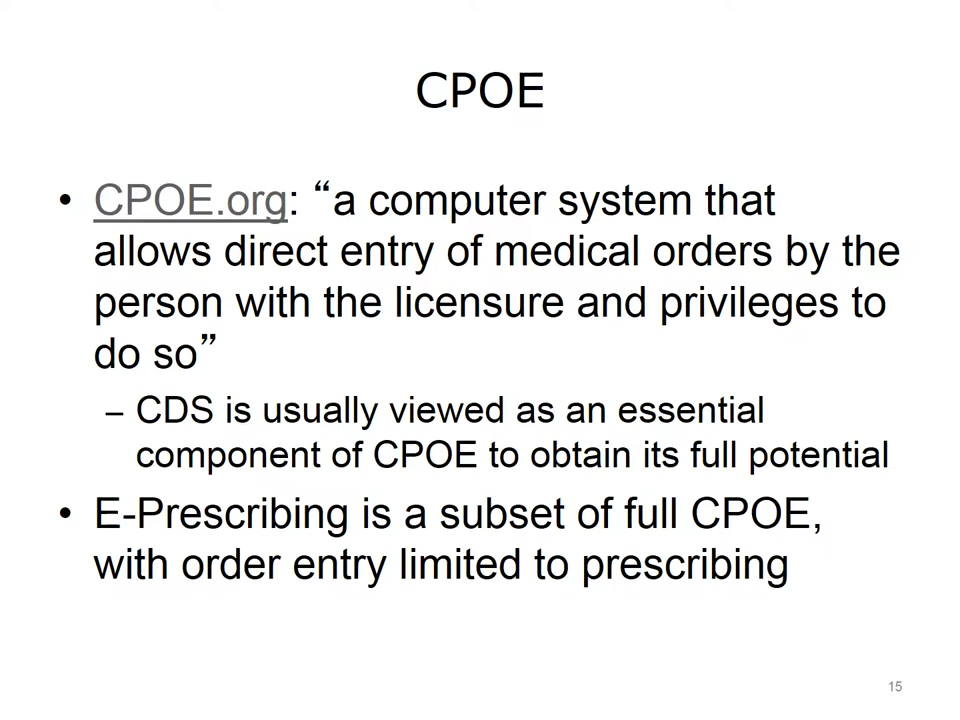 CPOE
• CPOE.org: “a computer system that
allows direct entry of medical orders by the
person with the licensure and privileges to
do so”
– CDS is usually viewed as an essential
component of CPOE to obtain its full potential
• E-Prescribing is a subset of full CPOE,
with order entry limited to prescribing
15